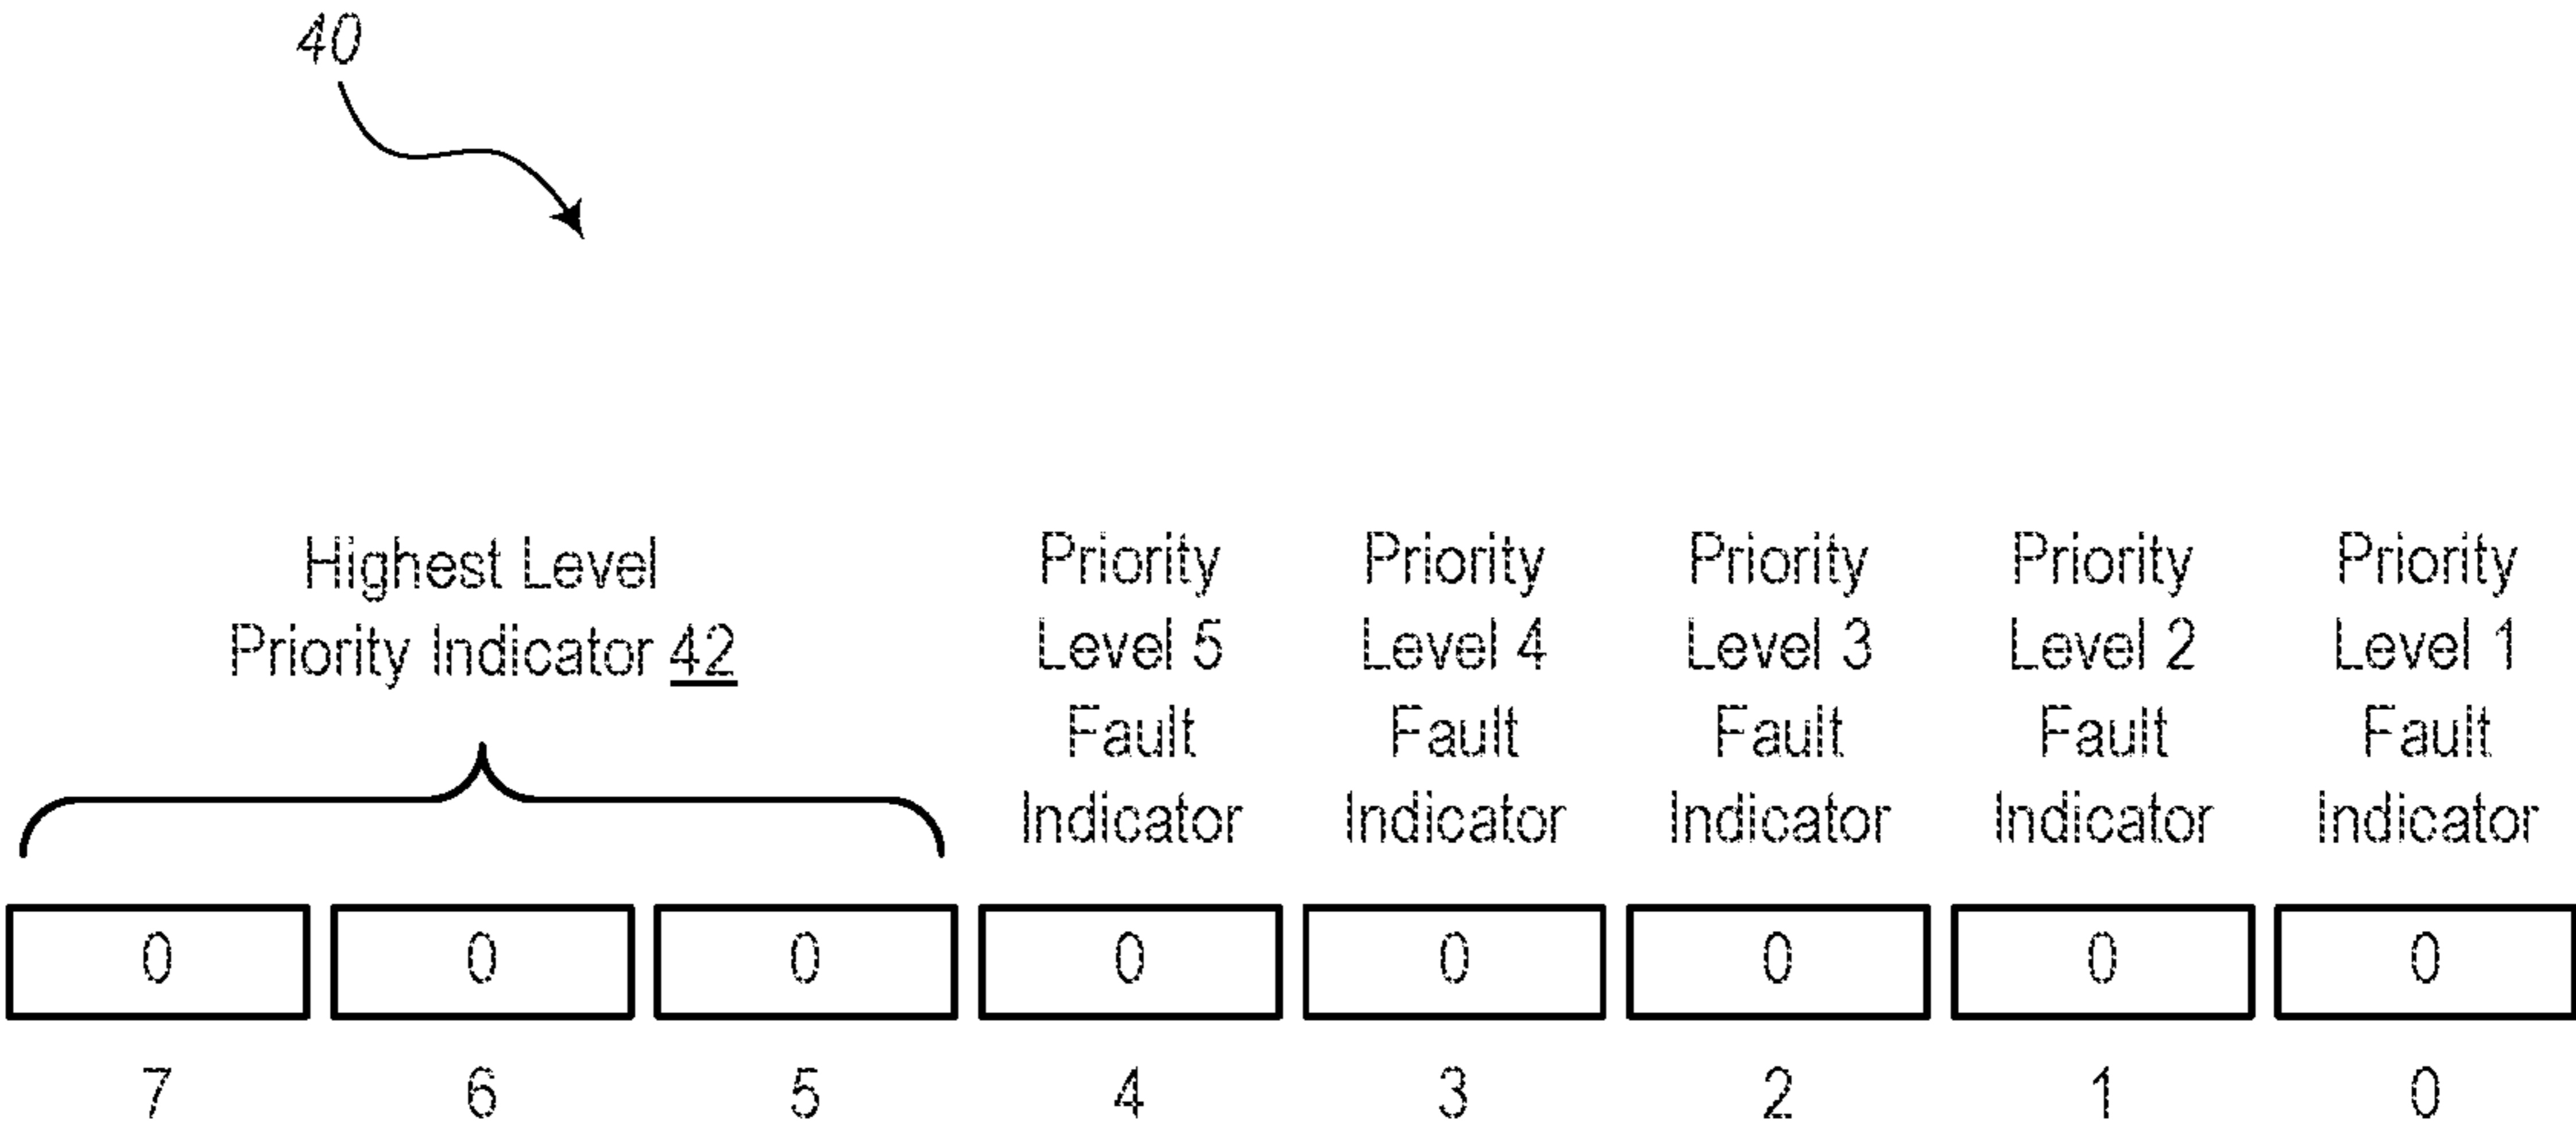 40
Highest Level
Priority Indicator 42
Priority
Level 5
Fault
Indicator
Priority
Level 4
Fault
Indicator
Priority
Level 3
Fault
Indicator
Priority
Level 2
Fault
Indicator
Priority
Level 1
Fault
Indicator
0 0 0 0 0 0 0 0
7 6 5 4 3 2 1 0